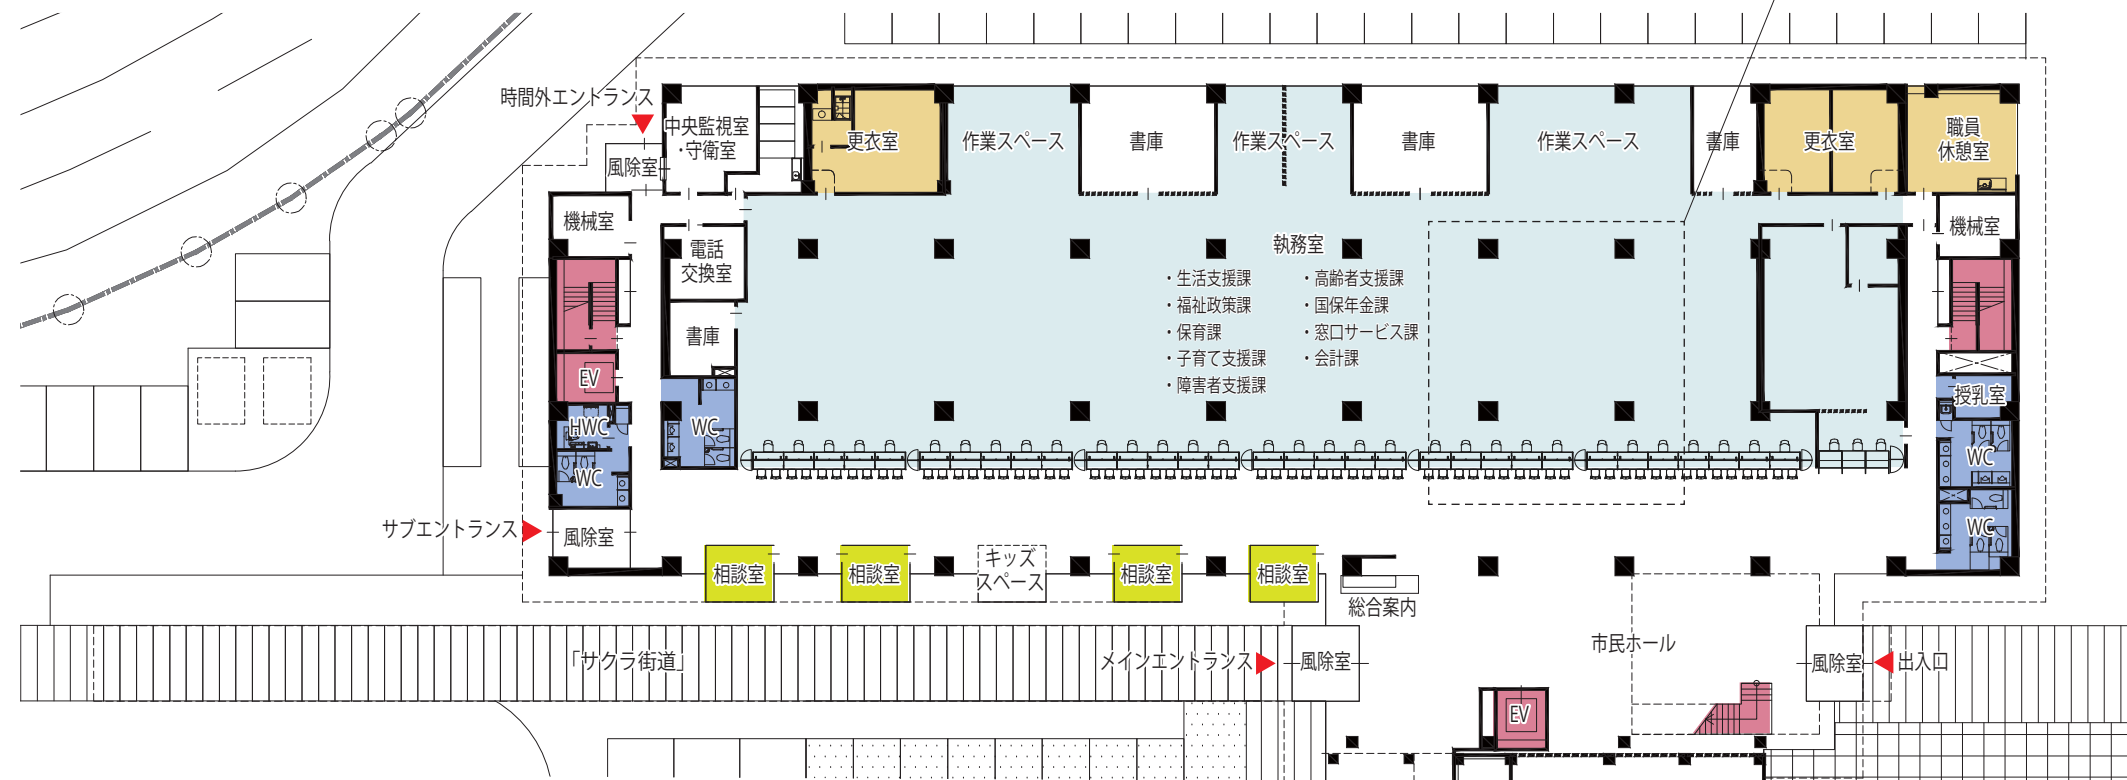 時間外エントランス
中央監視室
・守衛室
風除室
更衣室
作業スペース
書庫
作業スペース
書庫
作業スペース
書庫
更衣室
職員
休憩室
機械室
電話
交換室
書庫
機械室
執務室
・生活支援課
・福祉政策課
・保育課
・子育て支援課
・障害者支援課
・高齢者支援課
・国保年金課
・窓口サービス課
・会計課
EV
HWC
WC
WC
授乳室
WC
WC
サブエントランス
風除室
相談室
相談室
キッズ
スペース
相談室
相談室
総合案内
「サクラ街道」
メインエントランス
風除室
市民ホール
風除室
出入口
EV